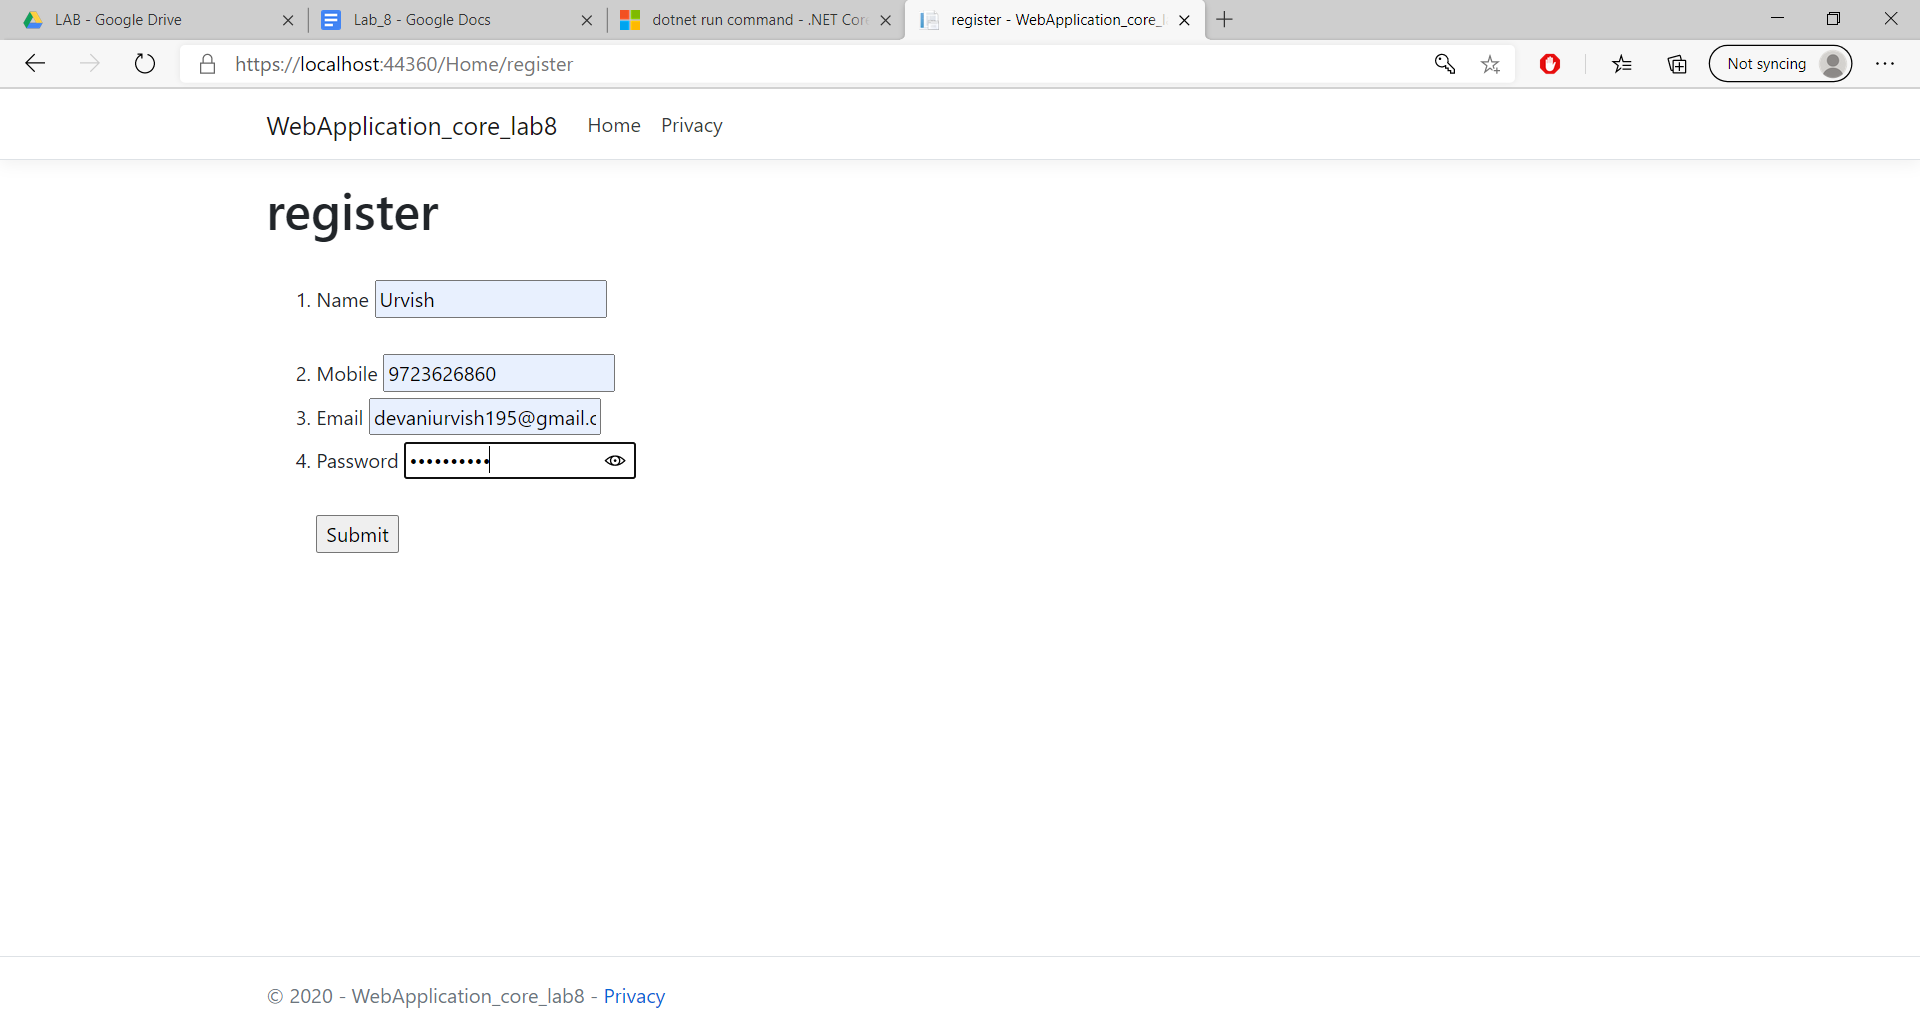 LAB - Google Drive
Lab_8 - Google Docs
dotnet run command - .NET Core
register - WebApplication_core_l
https://localhost:44360/Home/register
Not syncing
WebApplication_core_lab8 Home Privacy
register
1. Name Urvish
2. Mobile 9723626860
3. Email devaniurvish195@gmail.c
4. Password ••••••••••
Submit
© 2020 - WebApplication_core_lab8 - Privacy